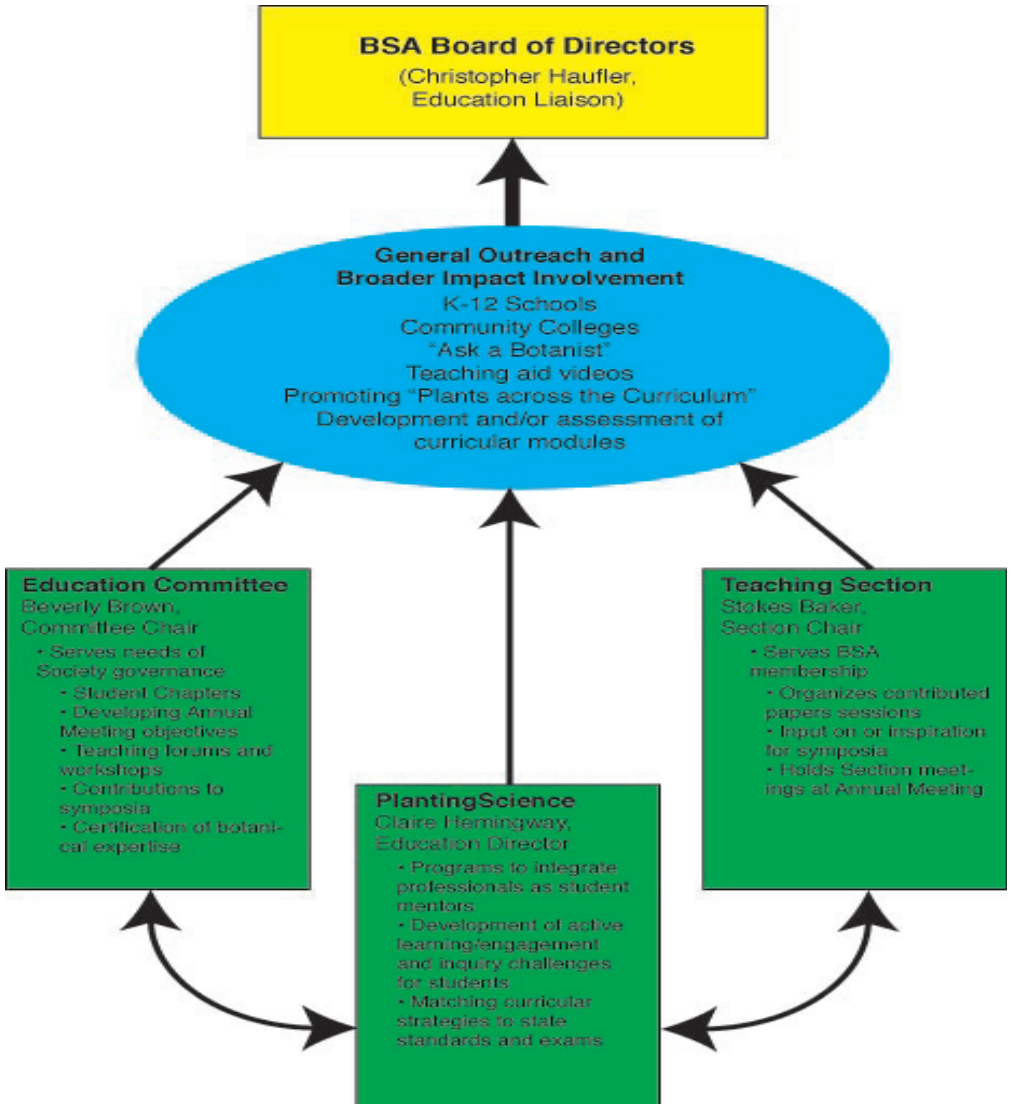 BSA Board of Directors
(Christopher Haufler,
Education Liaison)
General Outreach and
Broader Impact Involvement
K-12 Schools
Community Colleges
“Ask a Botanist”
Teaching aid videos
Promoting “Plants across the Curriculum”
Development and/or assessment of
curricular modules
Education Committee
Beverly Brown,
Committee Chair
• Serves needs of
Society governance
• Student Chapters
• Developing Annual
Meeting objectives
• Teaching forums and
workshops
• Contributions to
symposia
• Certification of botani-
cal expertise
PlantingScience
Claire Hemingway,
Education Director
• Programs to integrate
professionals as student
mentors
• Development of active
learning/engagement
and inquiry challenges
for students
• Matching curricular
strategies to state
standards and exams
Teaching Section
Stokes Baker,
Section Chair
• Serves BSA
membership
• Organizes contributed
papers sessions
• Input on or inspiration
for symposia
• Holds Section meet-
ings at Annual Meeting